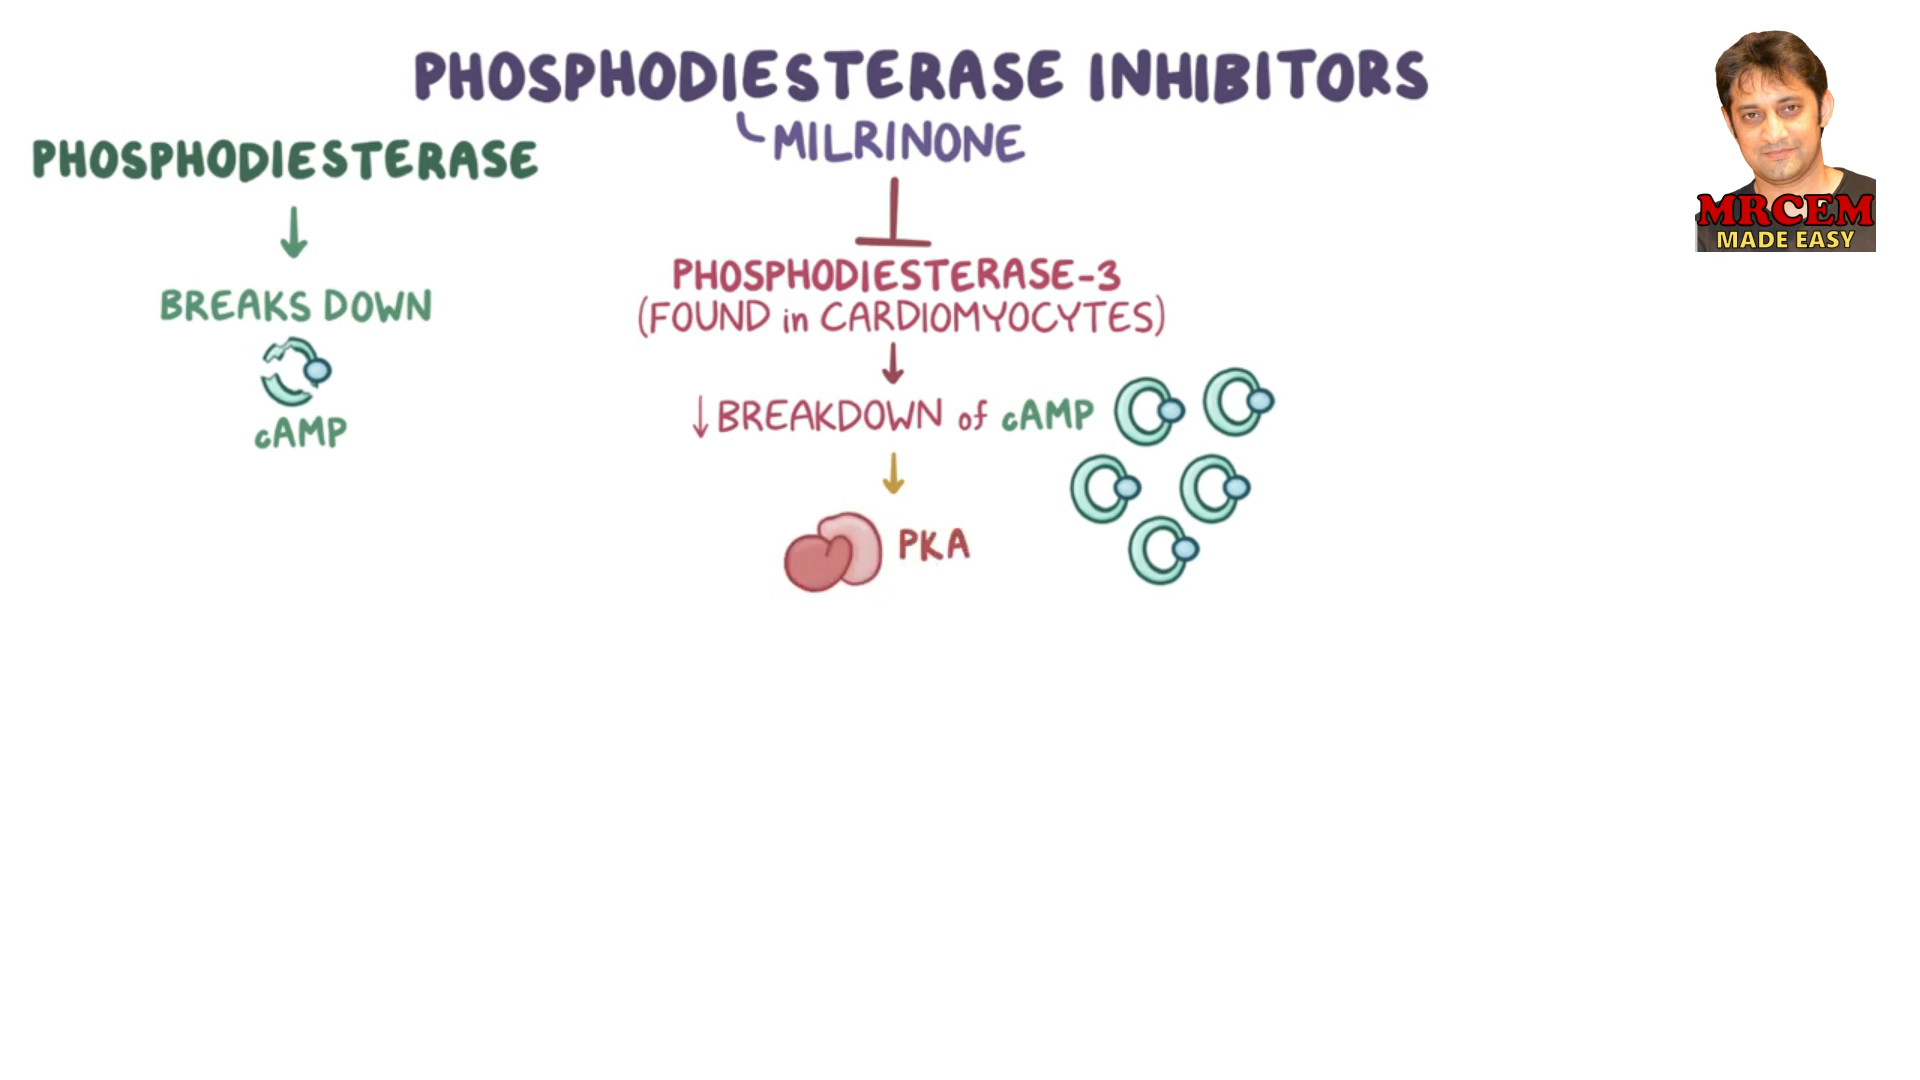 PHOSPHODIESTERASE INHIBITORS
MILRINONE
PHOSPHODIESTERASE
BREAKS DOWN
cAMP
PHOSPHODIESTERASE-3
(FOUND in CARDIOMYOCYTES)
↓ BREAKDOWN of cAMP
PKA
MRCEM
MADE EASY